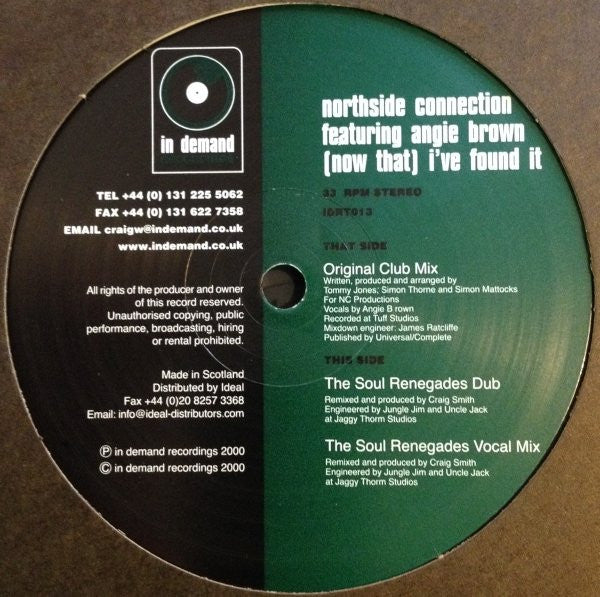 in demand
RECORDINGS
TEL +44 (0) 131 225 5062
FAX +44 (0) 131 622 7358
EMAIL craigw@indemand.co.uk
www.indemand.co.uk
All rights of the producer and owner
of this record reserved.
Unauthorised copying, public
performance, broadcasting, hiring
or rental prohibited.
Made in Scotland
Distributed by Ideal
Fax +44 (0)20 8257 3368
Email: info@ideal-distributors.com
Ⓟ in demand recordings 2000
© in demand recordings 2000
northside connection
featuring angie brown
(now that) i've found it
33 RPM STEREO
IDRT013
THAT SIDE
Original Club Mix
Written, produced and arranged by
Tommy Jones, Simon Thorne and Simon Mattocks
For NC Productions
Vocals by Angie B rown
Recorded at Tuff Studios
Mixdown engineer: James Ratcliffe
Published by Universal/Complete
THIS SIDE
The Soul Renegades Dub
Remixed and produced by Craig Smith
Engineered by Jungle Jim and Uncle Jack
at Jaggy Thorm Studios
The Soul Renegades Vocal Mix
Remixed and produced by Craig Smith
Engineered by Jungle Jim and Uncle Jack
at Jaggy Thorm Studios